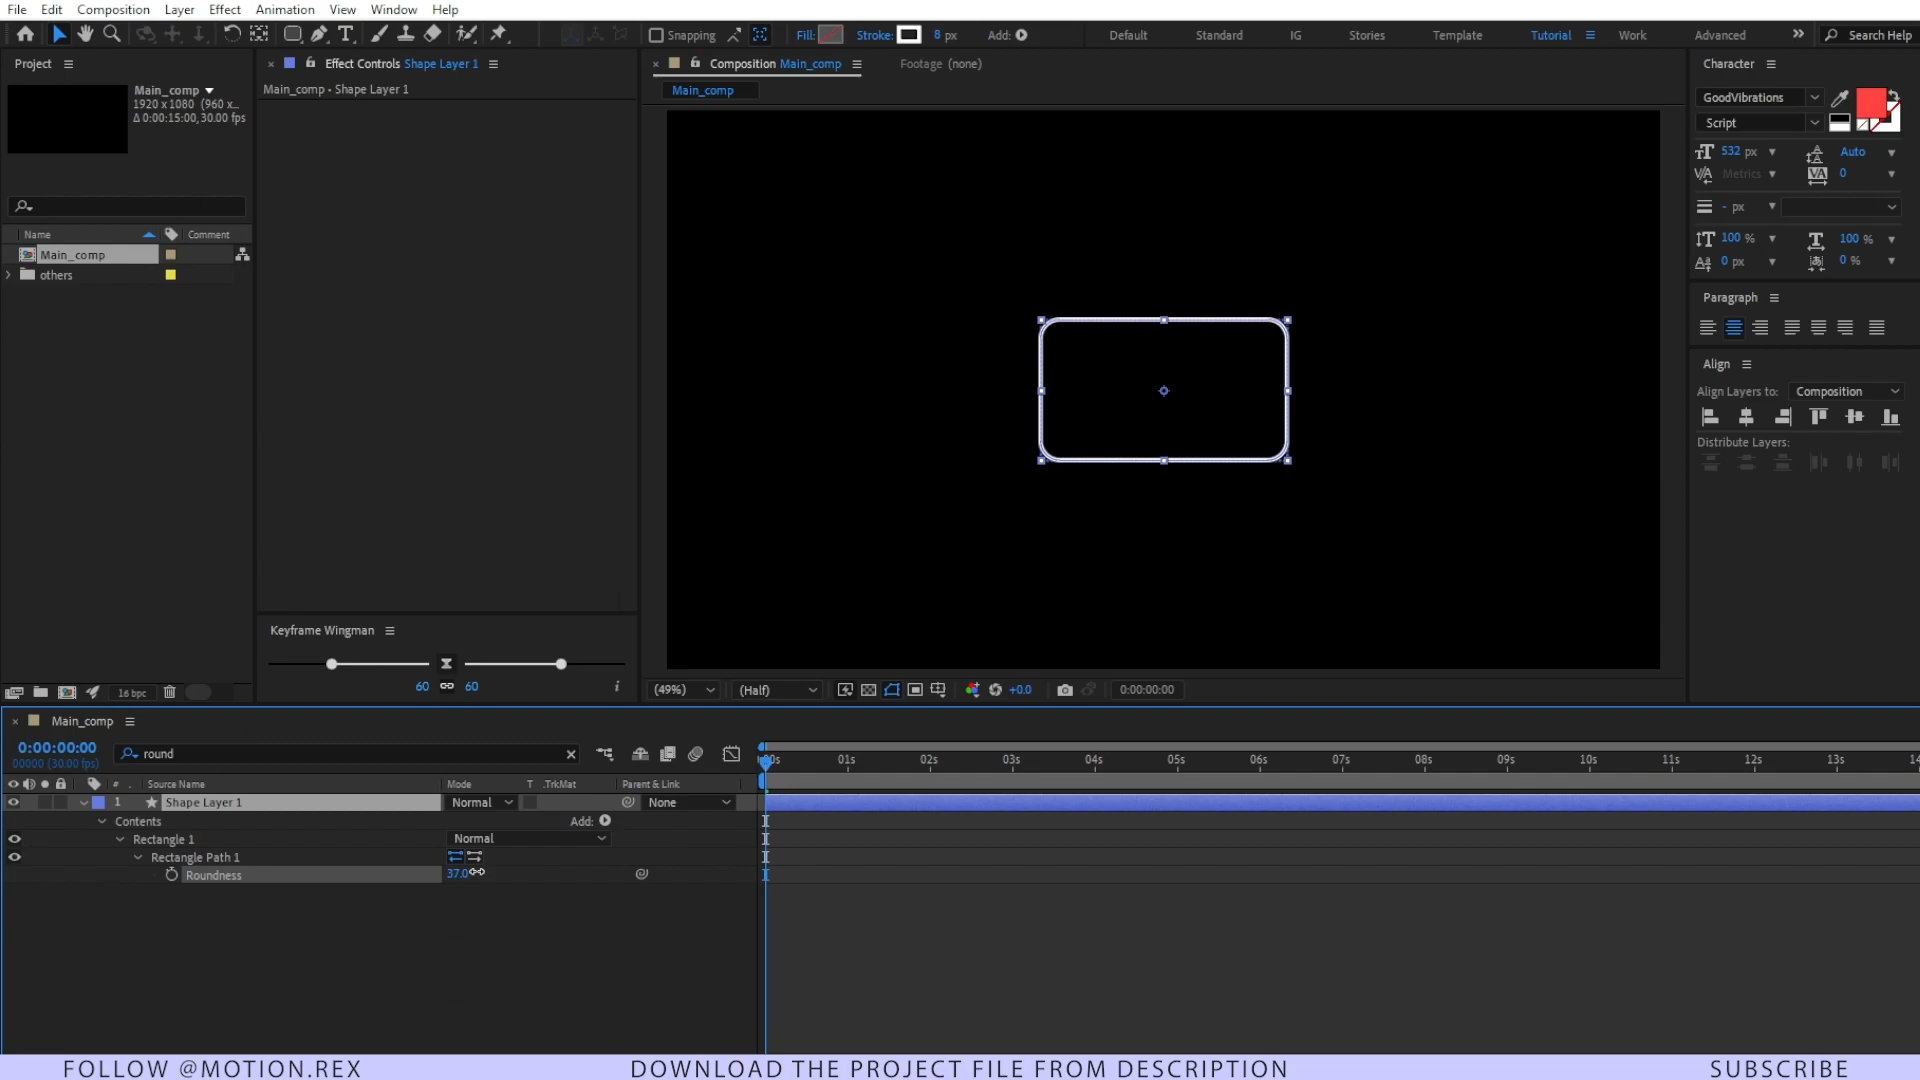 File Edit Composition Layer Effect Animation View Window Help
Snapping Fill: Stroke: 8 px Add: Default Standard IG Stories Template Tutorial Work Advanced Search Help
Project
Effect Controls Shape Layer 1
Composition Main_comp
Footage (none)
Character
Main_comp
1920 x 1080 (960 x...
Δ 0:00:15:00, 30.00 fps
Main_comp • Shape Layer 1
Main_comp
GoodVibrations
Script
532 px Auto
Metrics 0
- px
100 % 100 %
0 px 0 %
Name Comment
Main_comp
others
Paragraph
Align
Align Layers to: Composition
Distribute Layers:
Keyframe Wingman
60 60
16 bpc
(49%) (Half) +0.0 0:00:00:00
Main_comp
0:00:00:00
00000 (30.00 fps)
round
01s 02s 03s 04s 05s 06s 07s 08s 09s 10s 11s 12s 13s
# Source Name Mode T .TrkMat Parent & Link
1 Shape Layer 1 Normal None
Contents Add:
Rectangle 1 Normal
Rectangle Path 1
Roundness 37.0
FOLLOW @MOTION.REX DOWNLOAD THE PROJECT FILE FROM DESCRIPTION SUBSCRIBE